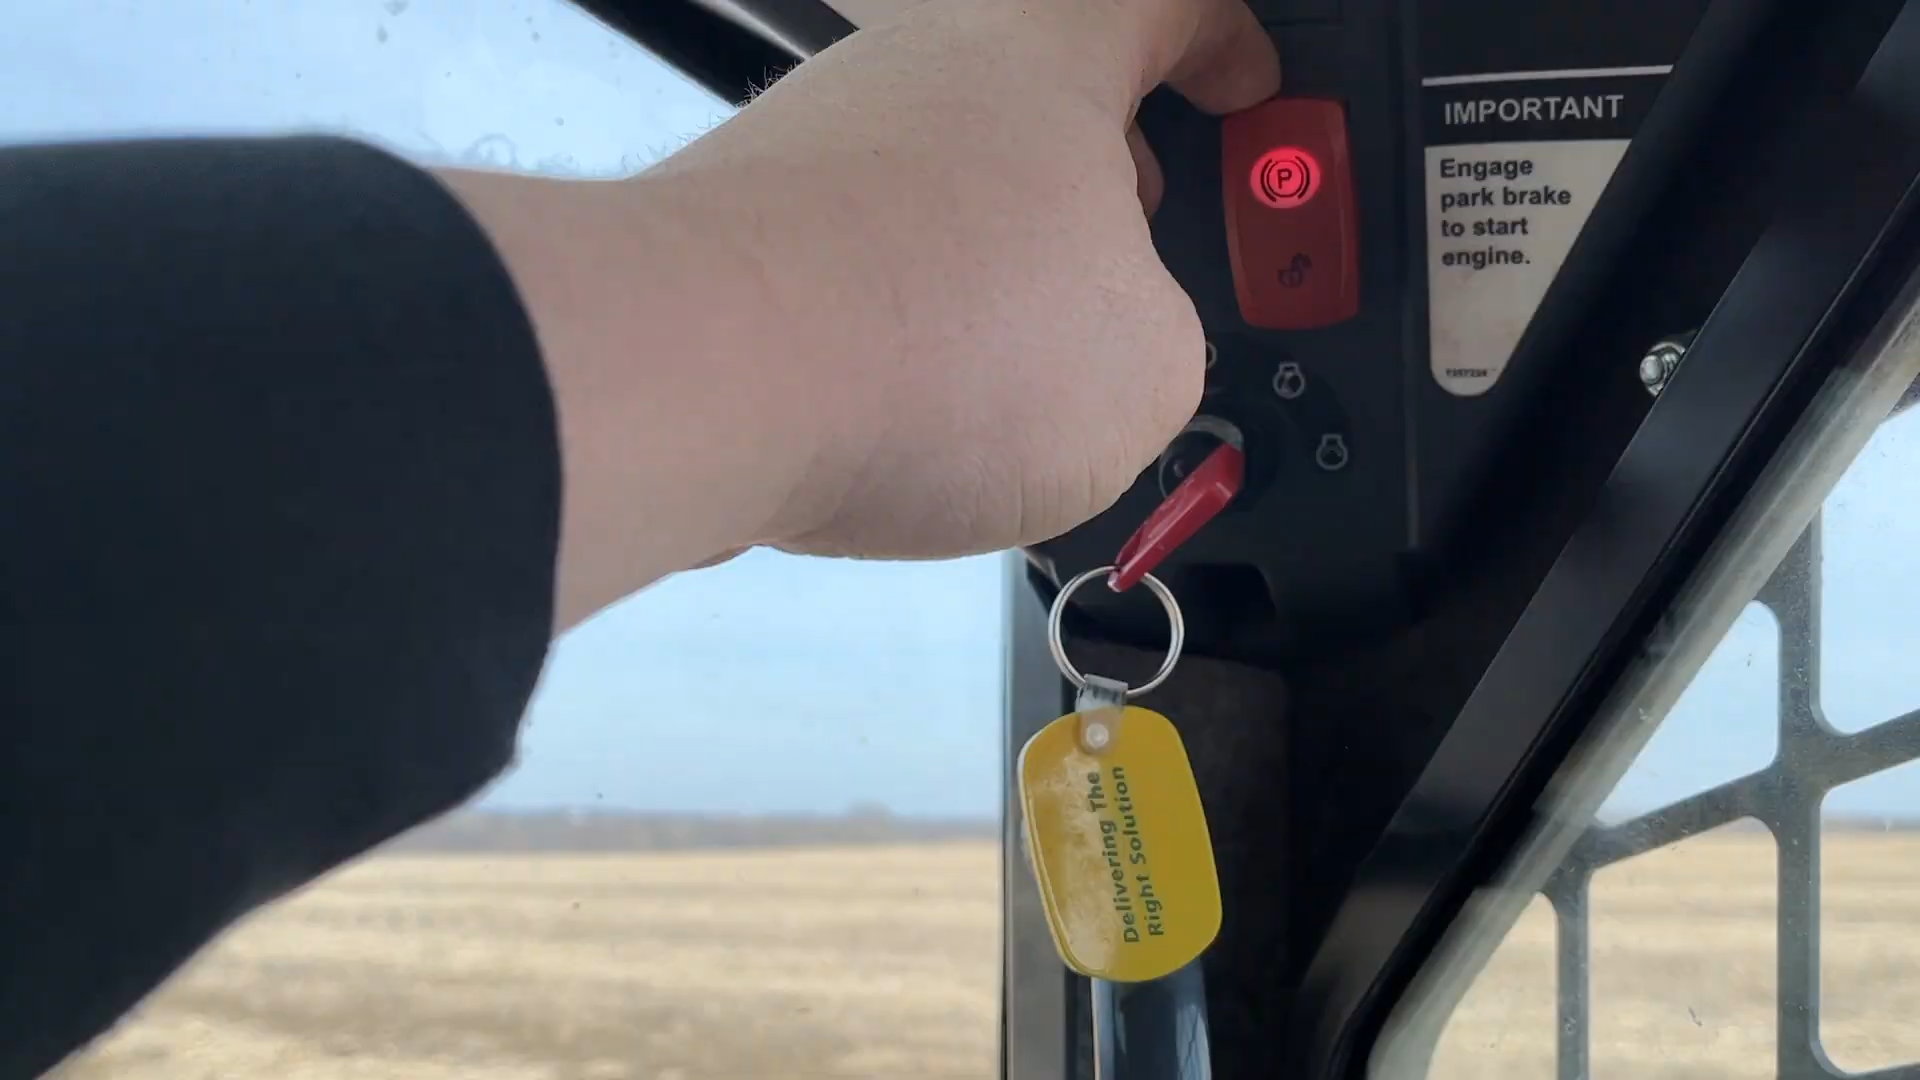 IMPORTANT
Engage
park brake
to start
engine.
P
Delivering The
Right Solution